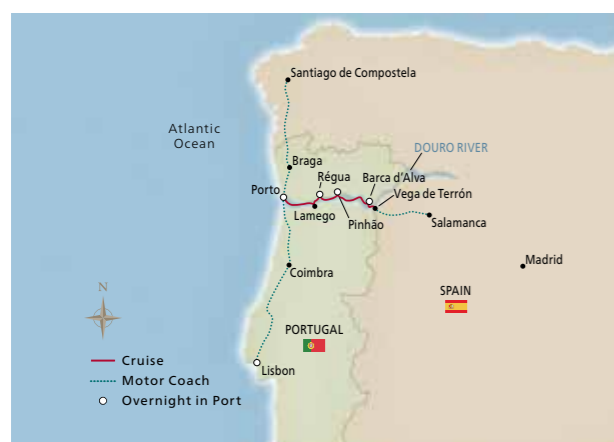 Santiago de Compostela
Atlantic
Ocean
DOURO RIVER
Braga
Régua
Barca d'Alva
Porto
Vega de Terrón
Lamego
Pinhão
Salamanca
Coimbra
Madrid
N
SPAIN
PORTUGAL
Cruise
Motor Coach
Lisbon
Overnight in Port